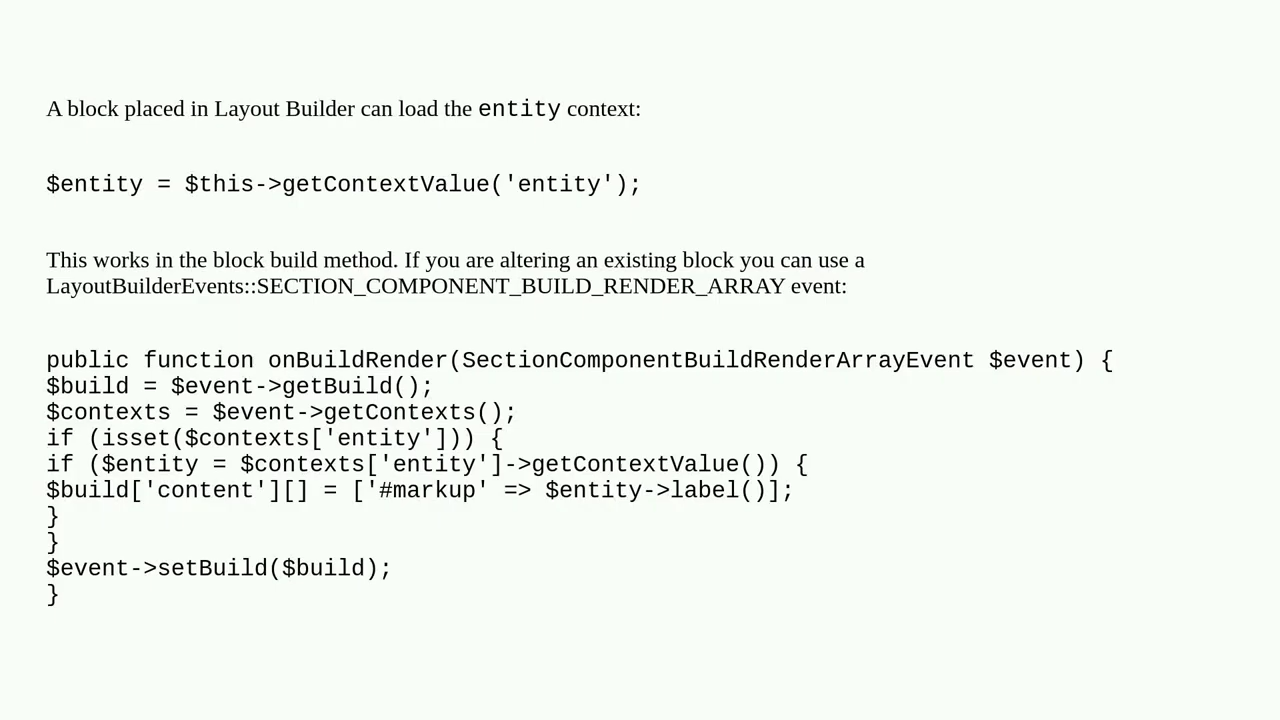 A block placed in Layout Builder can load the entity context:
$entity = $this->getContextValue('entity');
This works in the block build method. If you are altering an existing block you can use a
LayoutBuilderEvents::SECTION_COMPONENT_BUILD_RENDER_ARRAY event:
public function onBuildRender(SectionComponentBuildRenderArrayEvent $event) {
$build = $event->getBuild();
$contexts = $event->getContexts();
if (isset($contexts['entity'])) {
if ($entity = $contexts['entity']->getContextValue()) {
$build['content'][] = ['#markup' => $entity->label()];
}
}
$event->setBuild($build);
}